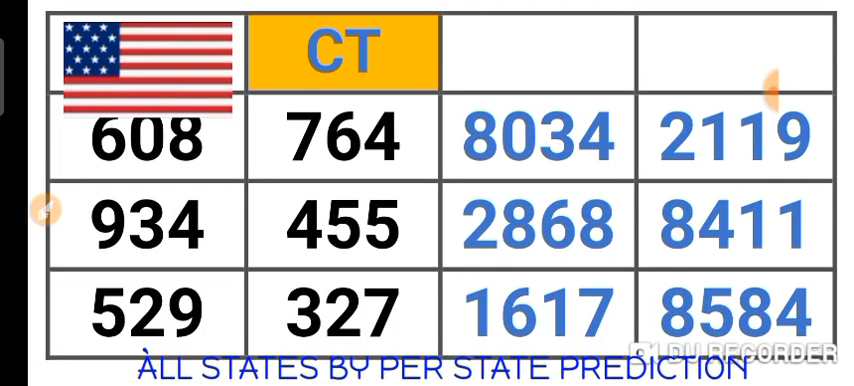 CT
608 764 8034 2119
934 455 2868 8411
529 327 1617 8584
DU RECORDER
ÀLL STATES BY PER STATE PREDICTION